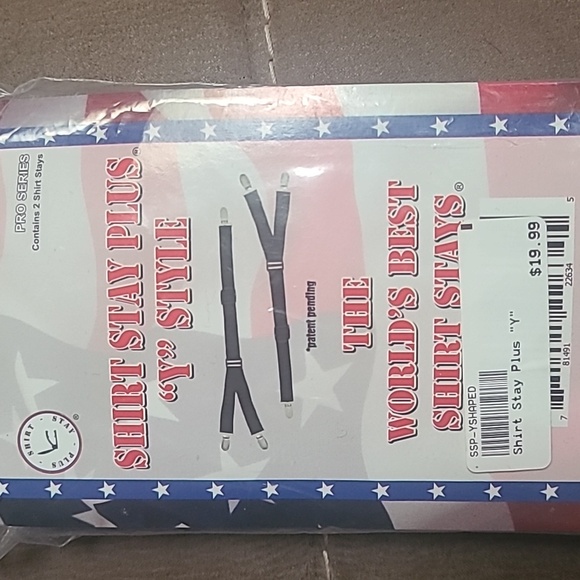 PRO SERIES
Contains 2 Shirt Stays
SHIRT · STAY · PLUS ·
®
SHIRT STAY PLUS
“Y” STYLE
*patent pending
THE
WORLD'S BEST
SHIRT STAYS®
$19.99
SSP-YSHAPED
Shirt Stay Plus "Y"
7 81491 22634 5